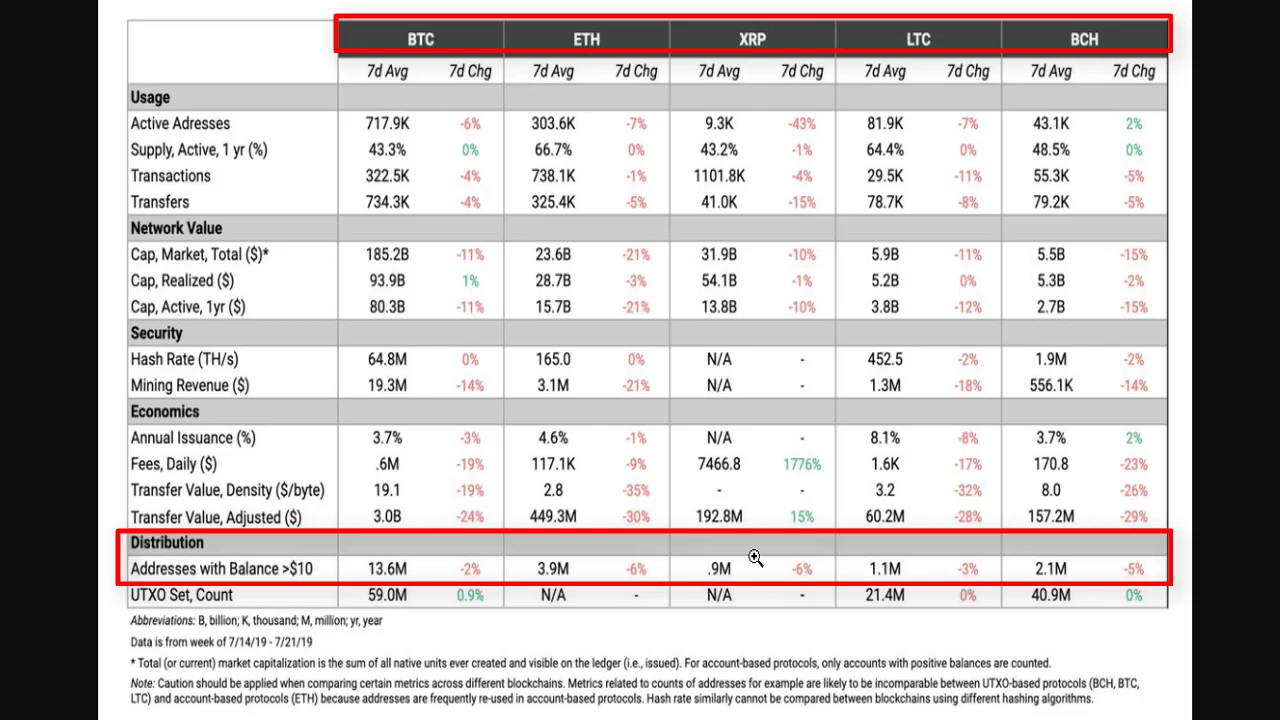 BTC ETH XRP LTC BCH
7d Avg 7d Chg 7d Avg 7d Chg 7d Avg 7d Chg 7d Avg 7d Chg 7d Avg 7d Chg
Usage
Active Adresses 717.9K -6% 303.6K -7% 9.3K -43% 81.9K -7% 43.1K 2%
Supply, Active, 1 yr (%) 43.3% 0% 66.7% 0% 43.2% -1% 64.4% 0% 48.5% 0%
Transactions 322.5K -4% 738.1K -1% 1101.8K -4% 29.5K -11% 55.3K -5%
Transfers 734.3K -4% 325.4K -5% 41.0K -15% 78.7K -8% 79.2K -5%
Network Value
Cap, Market, Total ($)* 185.2B -11% 23.6B -21% 31.9B -10% 5.9B -11% 5.5B -15%
Cap, Realized ($) 93.9B 1% 28.7B -3% 54.1B -1% 5.2B 0% 5.3B -2%
Cap, Active, 1yr ($) 80.3B -11% 15.7B -21% 13.8B -10% 3.8B -12% 2.7B -15%
Security
Hash Rate (TH/s) 64.8M 0% 165.0 0% N/A - 452.5 -2% 1.9M -2%
Mining Revenue ($) 19.3M -14% 3.1M -21% N/A - 1.3M -18% 556.1K -14%
Economics
Annual Issuance (%) 3.7% -3% 4.6% -1% N/A - 8.1% -8% 3.7% 2%
Fees, Daily ($) .6M -19% 117.1K -9% 7466.8 1776% 1.6K -17% 170.8 -23%
Transfer Value, Density ($/byte) 19.1 -19% 2.8 -35% - - 3.2 -32% 8.0 -26%
Transfer Value, Adjusted ($) 3.0B -24% 449.3M -30% 192.8M 15% 60.2M -28% 157.2M -29%
Distribution
Addresses with Balance >$10 13.6M -2% 3.9M -6% .9M -6% 1.1M -3% 2.1M -5%
UTXO Set, Count 59.0M 0.9% N/A - N/A - 21.4M 0% 40.9M 0%
Abbreviations: B, billion; K, thousand; M, million; yr, year
Data is from week of 7/14/19 - 7/21/19
* Total (or current) market capitalization is the sum of all native units ever created and visible on the ledger (i.e., issued). For account-based protocols, only accounts with positive balances are counted.
Note: Caution should be applied when comparing certain metrics across different blockchains. Metrics related to counts of addresses for example are likely to be incomparable between UTXO-based protocols (BCH, BTC,
LTC) and account-based protocols (ETH) because addresses are frequently re-used in account-based protocols. Hash rate similarly cannot be compared between blockchains using different hashing algorithms.